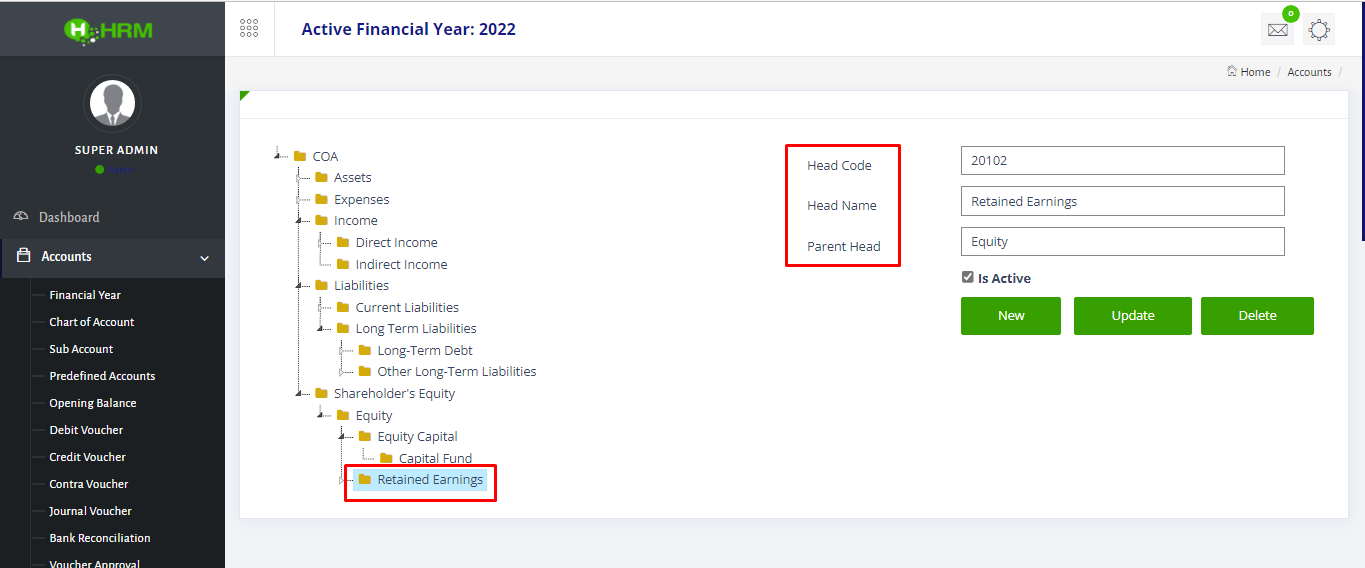 H HRM
Active Financial Year: 2022
0
Home / Accounts /
SUPER ADMIN
Dashboard
Accounts
Financial Year
Chart of Account
Sub Account
Predefined Accounts
Opening Balance
Debit Voucher
Credit Voucher
Contra Voucher
Journal Voucher
Bank Reconciliation
Voucher Approval
COA
Assets
Expenses
Income
Direct Income
Indirect Income
Liabilities
Current Liabilities
Long Term Liabilities
Long-Term Debt
Other Long-Term Liabilities
Shareholder's Equity
Equity
Equity Capital
Capital Fund
Retained Earnings
Head Code 20102
Head Name Retained Earnings
Parent Head Equity
Is Active
New Update Delete